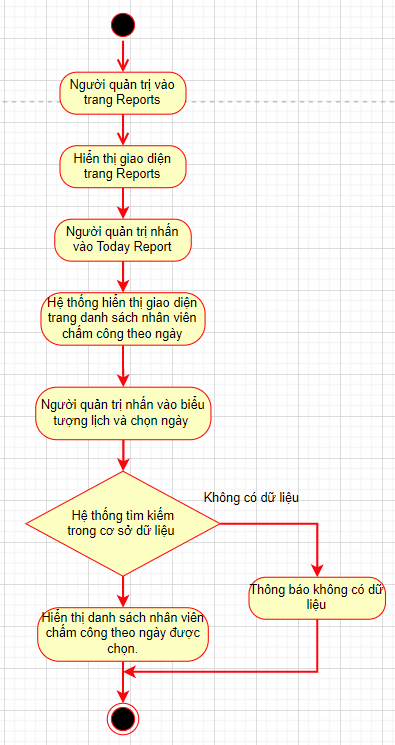 Người quản trị vào
trang Reports
Hiển thị giao diện
trang Reports
Người quản trị nhấn
vào Today Report
Hệ thống hiển thị giao diện
trang danh sách nhân viên
chấm công theo ngày
Người quản trị nhấn vào biểu
tượng lịch và chọn ngày
Hệ thống tìm kiếm
trong cơ sở dữ liệu
Không có dữ liệu
Thông báo không có dữ
liệu
Hiển thị danh sách nhân viên
chấm công theo ngày được
chọn.